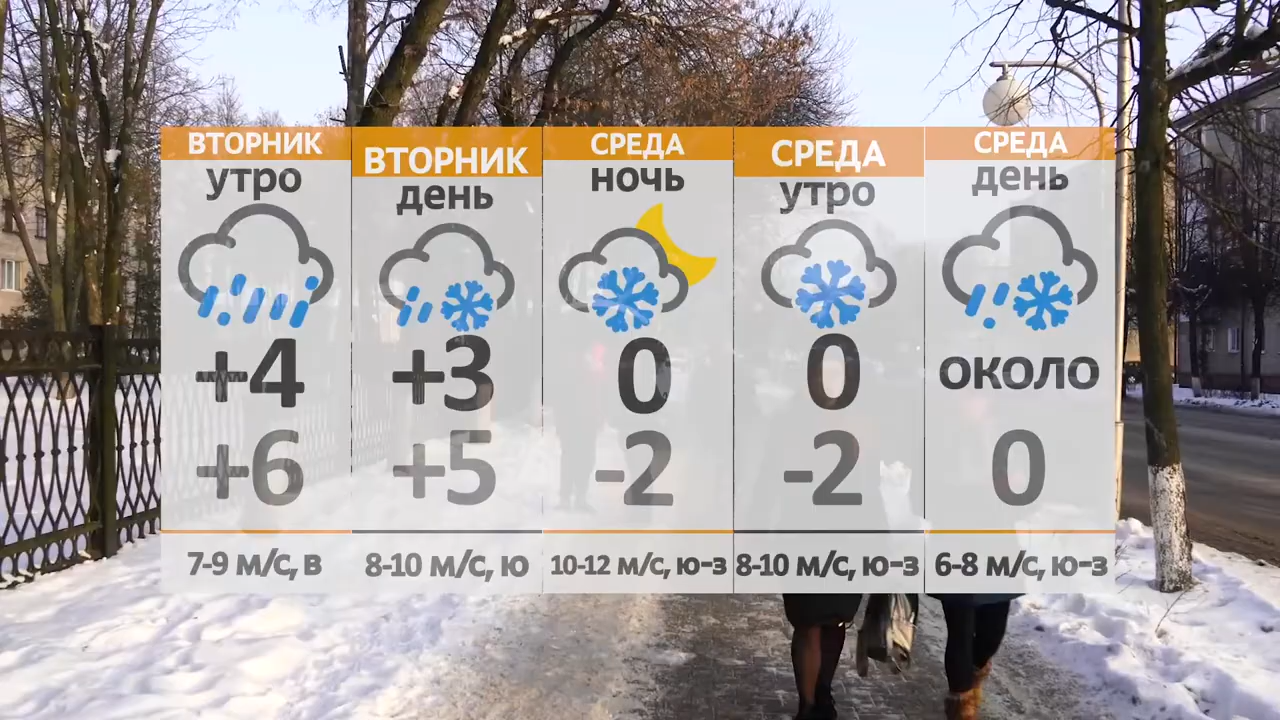 ВТОРНИК
утро
+4
+6
7-9 м/с, в
ВТОРНИК
день
+3
+5
8-10 м/с, ю
СРЕДА
ночь
0
-2
10-12 м/с, ю-з
СРЕДА
утро
0
-2
8-10 м/с, ю-з
СРЕДА
день
около
0
6-8 м/с, ю-з